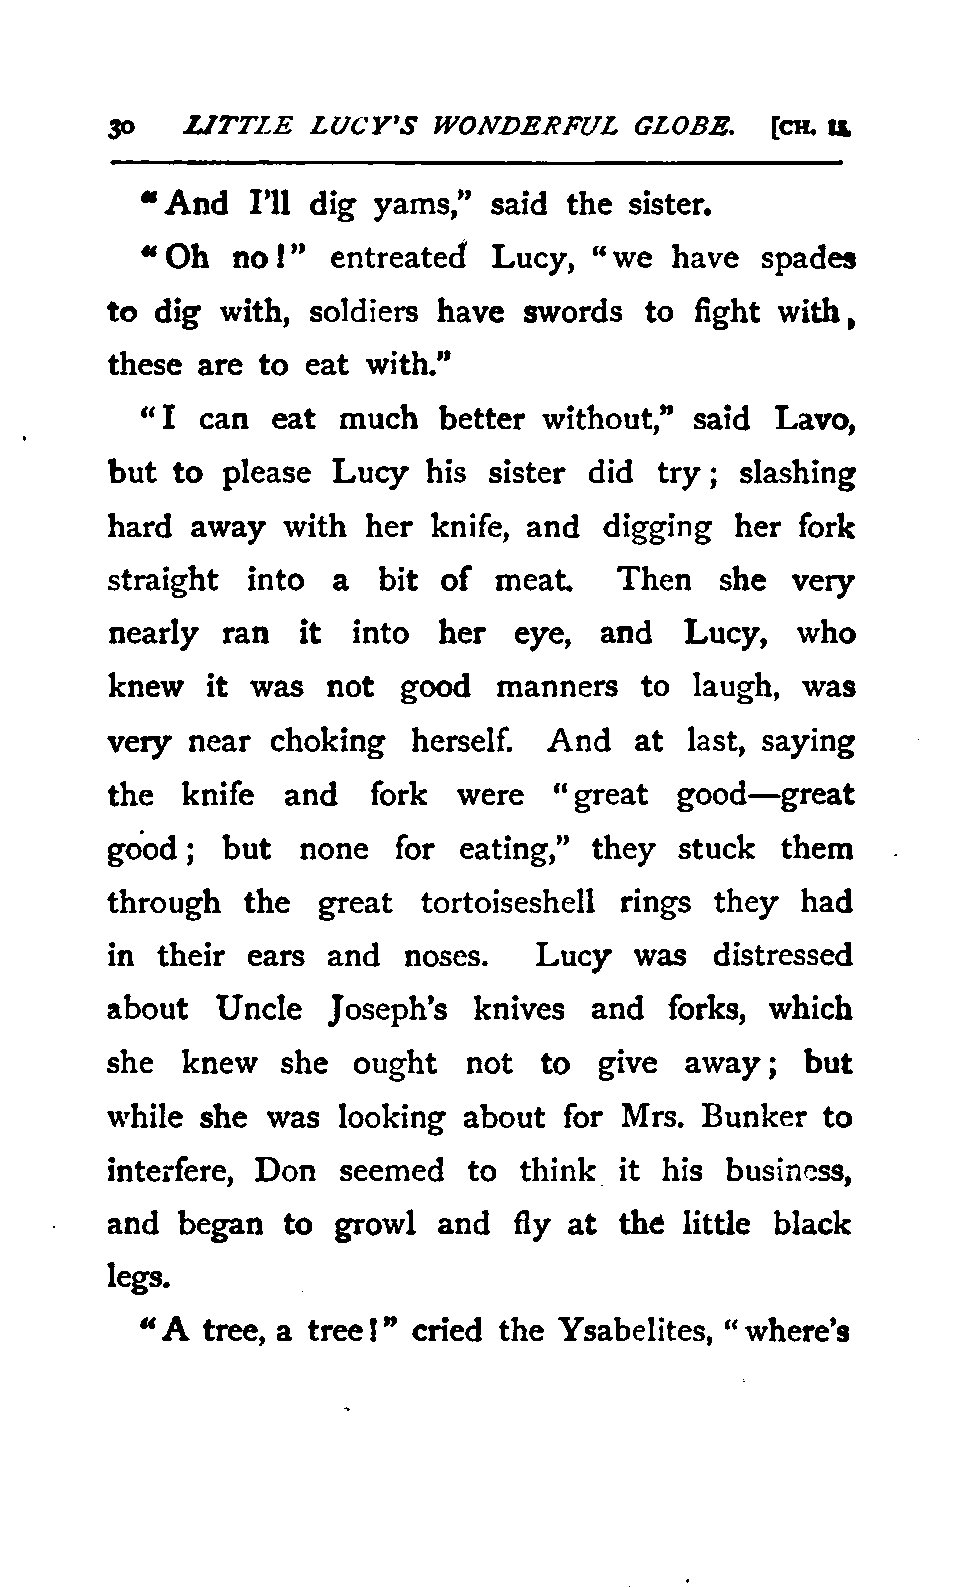 30 LITTLE LUCY'S WONDERFUL GLOBE. [CH. II.
"And I'll dig yams," said the sister.
"Oh no!" entreated Lucy, "we have spades
to dig with, soldiers have swords to fight with,
these are to eat with."
"I can eat much better without," said Lavo,
but to please Lucy his sister did try; slashing
hard away with her knife, and digging her fork
straight into a bit of meat. Then she very
nearly ran it into her eye, and Lucy, who
knew it was not good manners to laugh, was
very near choking herself. And at last, saying
the knife and fork were "great good—great
good; but none for eating," they stuck them
through the great tortoiseshell rings they had
in their ears and noses. Lucy was distressed
about Uncle Joseph's knives and forks, which
she knew she ought not to give away; but
while she was looking about for Mrs. Bunker to
interfere, Don seemed to think it his business,
and began to growl and fly at the little black
legs.
"A tree, a tree!" cried the Ysabelites, "where's